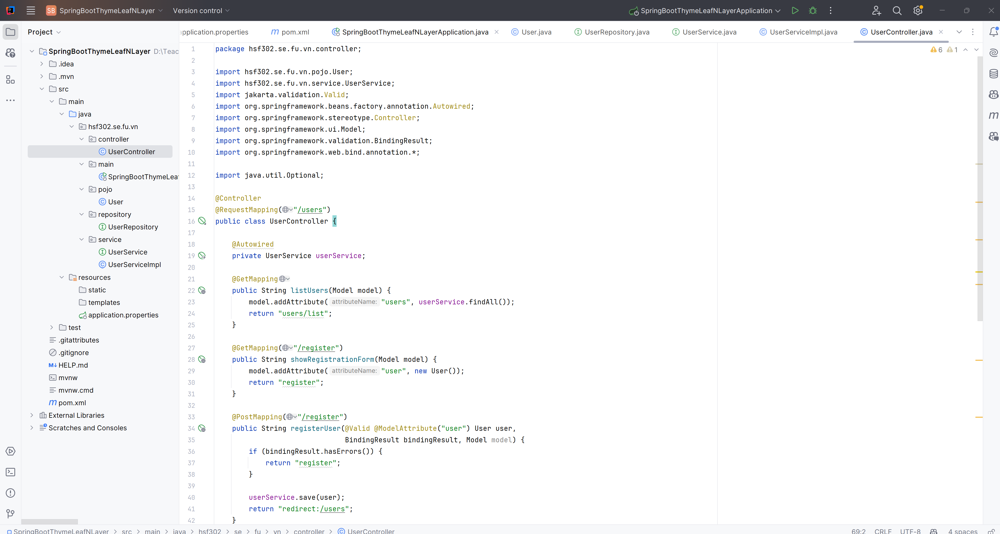 SB SpringBootThymeLeafNLayer Version control SpringBootThymeLeafNLayerApplication
Project
SpringBootThymeLeafNLayer D:\Teac
.idea
.mvn
src
main
java
hsf302.se.fu.vn
controller
UserController
main
SpringBootThymeLea
pojo
User
repository
UserRepository
service
UserService
UserServiceImpl
resources
static
templates
application.properties
test
.gitattributes
.gitignore
M↓ HELP.md
mvnw
mvnw.cmd
m pom.xml
External Libraries
Scratches and Consoles
application.properties m pom.xml SpringBootThymeLeafNLayerApplication.java User.java UserRepository.java UserService.java UserServiceImpl.java UserController.java
6 1
1 package hsf302.se.fu.vn.controller;
2
3 import hsf302.se.fu.vn.pojo.User;
4 import hsf302.se.fu.vn.service.UserService;
5 import jakarta.validation.Valid;
6 import org.springframework.beans.factory.annotation.Autowired;
7 import org.springframework.stereotype.Controller;
8 import org.springframework.ui.Model;
9 import org.springframework.validation.BindingResult;
10 import org.springframework.web.bind.annotation.*;
11
12 import java.util.Optional;
13
14 @Controller
15 @RequestMapping("/users")
16 public class UserController {
17
18 @Autowired
19 private UserService userService;
20
21 @GetMapping
22 public String listUsers(Model model) {
23 model.addAttribute( attributeName: "users", userService.findAll());
24 return "users/list";
25 }
26
27 @GetMapping("/register")
28 public String showRegistrationForm(Model model) {
29 model.addAttribute( attributeName: "user", new User());
30 return "register";
31 }
32
33 @PostMapping("/register")
34 public String registerUser(@Valid @ModelAttribute("user") User user,
35 BindingResult bindingResult, Model model) {
36 if (bindingResult.hasErrors()) {
37 return "register";
38 }
39
40 userService.save(user);
41 return "redirect:/users";
42 }
SpringBootThymeLeafNLayer > src > main > java > hsf302 > se > fu > vn > controller > UserController 69:2 CRLF UTF-8 4 spaces